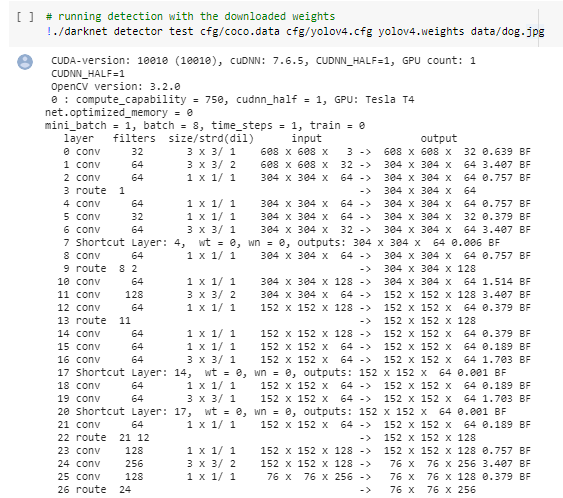 [ ] # running detection with the downloaded weights
!./darknet detector test cfg/coco.data cfg/yolov4.cfg yolov4.weights data/dog.jpg
CUDA-version: 10010 (10010), cuDNN: 7.6.5, CUDNN_HALF=1, GPU count: 1
CUDNN_HALF=1
OpenCV version: 3.2.0
0 : compute_capability = 750, cudnn_half = 1, GPU: Tesla T4
net.optimized_memory = 0
mini_batch = 1, batch = 8, time_steps = 1, train = 0
layer filters size/strd(dil) input output
0 conv 32 3 x 3/ 1 608 x 608 x 3 -> 608 x 608 x 32 0.639 BF
1 conv 64 3 x 3/ 2 608 x 608 x 32 -> 304 x 304 x 64 3.407 BF
2 conv 64 1 x 1/ 1 304 x 304 x 64 -> 304 x 304 x 64 0.757 BF
3 route 1 -> 304 x 304 x 64
4 conv 64 1 x 1/ 1 304 x 304 x 64 -> 304 x 304 x 64 0.757 BF
5 conv 32 1 x 1/ 1 304 x 304 x 64 -> 304 x 304 x 32 0.379 BF
6 conv 64 3 x 3/ 1 304 x 304 x 32 -> 304 x 304 x 64 3.407 BF
7 Shortcut Layer: 4, wt = 0, wn = 0, outputs: 304 x 304 x 64 0.006 BF
8 conv 64 1 x 1/ 1 304 x 304 x 64 -> 304 x 304 x 64 0.757 BF
9 route 8 2 -> 304 x 304 x 128
10 conv 64 1 x 1/ 1 304 x 304 x 128 -> 304 x 304 x 64 1.514 BF
11 conv 128 3 x 3/ 2 304 x 304 x 64 -> 152 x 152 x 128 3.407 BF
12 conv 64 1 x 1/ 1 152 x 152 x 128 -> 152 x 152 x 64 0.379 BF
13 route 11 -> 152 x 152 x 128
14 conv 64 1 x 1/ 1 152 x 152 x 128 -> 152 x 152 x 64 0.379 BF
15 conv 64 1 x 1/ 1 152 x 152 x 64 -> 152 x 152 x 64 0.189 BF
16 conv 64 3 x 3/ 1 152 x 152 x 64 -> 152 x 152 x 64 1.703 BF
17 Shortcut Layer: 14, wt = 0, wn = 0, outputs: 152 x 152 x 64 0.001 BF
18 conv 64 1 x 1/ 1 152 x 152 x 64 -> 152 x 152 x 64 0.189 BF
19 conv 64 3 x 3/ 1 152 x 152 x 64 -> 152 x 152 x 64 1.703 BF
20 Shortcut Layer: 17, wt = 0, wn = 0, outputs: 152 x 152 x 64 0.001 BF
21 conv 64 1 x 1/ 1 152 x 152 x 64 -> 152 x 152 x 64 0.189 BF
22 route 21 12 -> 152 x 152 x 128
23 conv 128 1 x 1/ 1 152 x 152 x 128 -> 152 x 152 x 128 0.757 BF
24 conv 256 3 x 3/ 2 152 x 152 x 128 -> 76 x 76 x 256 3.407 BF
25 conv 128 1 x 1/ 1 76 x 76 x 256 -> 76 x 76 x 128 0.379 BF
26 route 24 -> 76 x 76 x 256